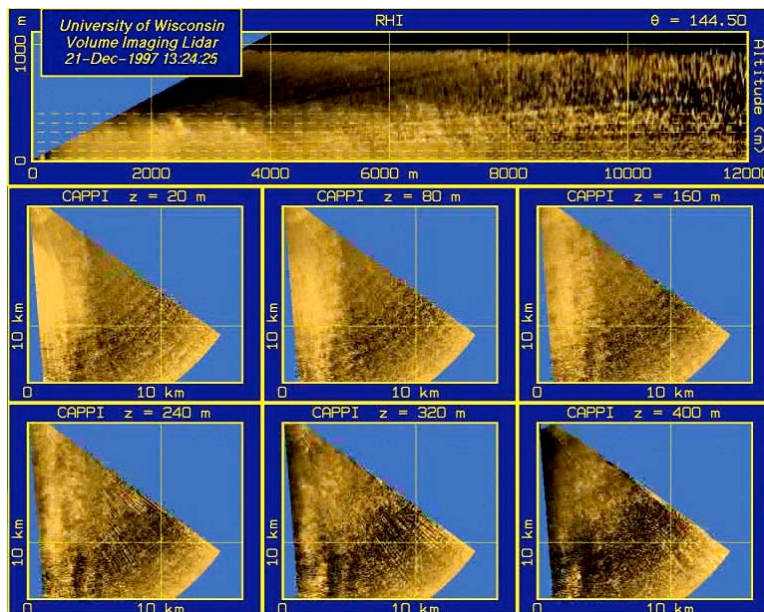 University of Wisconsin
Volume Imaging Lidar
21-Dec-1997 13:24:25
m RHI θ = 144.50
1000
0
Altitude (m)
0 2000 4000 m 6000 8000 10000 12000
CAPPI z = 20 m
10 km
0 10 km
CAPPI z = 80 m
10 km
0 10 km
CAPPI z = 160 m
10 km
0 10 km
CAPPI z = 240 m
10 km
0 10 km
CAPPI z = 320 m
10 km
0 10 km
CAPPI z = 400 m
10 km
0 10 km